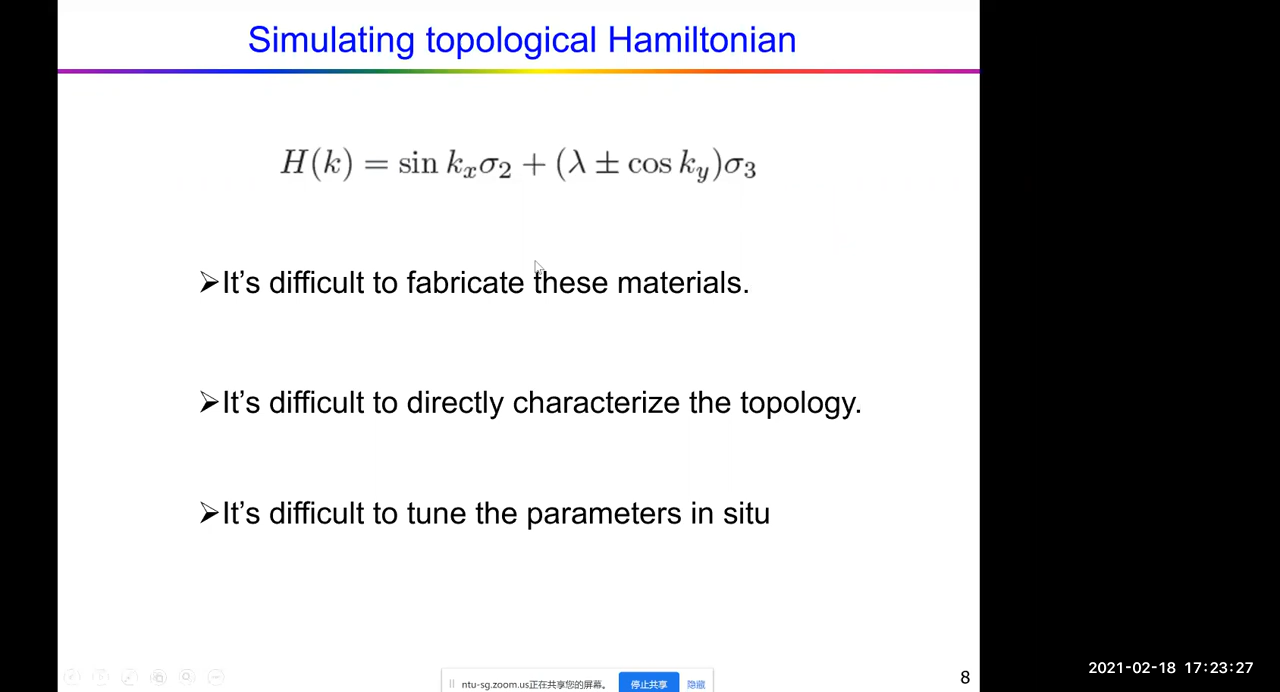 Simulating topological Hamiltonian
H(k) = sin kₓσ₂ + (λ ± cos k_y)σ₃
➢It's difficult to fabricate these materials.
➢It's difficult to directly characterize the topology.
➢It's difficult to tune the parameters in situ
8
ntu-sg.zoom.us正在共享您的屏幕。 停止共享 隐藏
2021-02-18 17:23:27